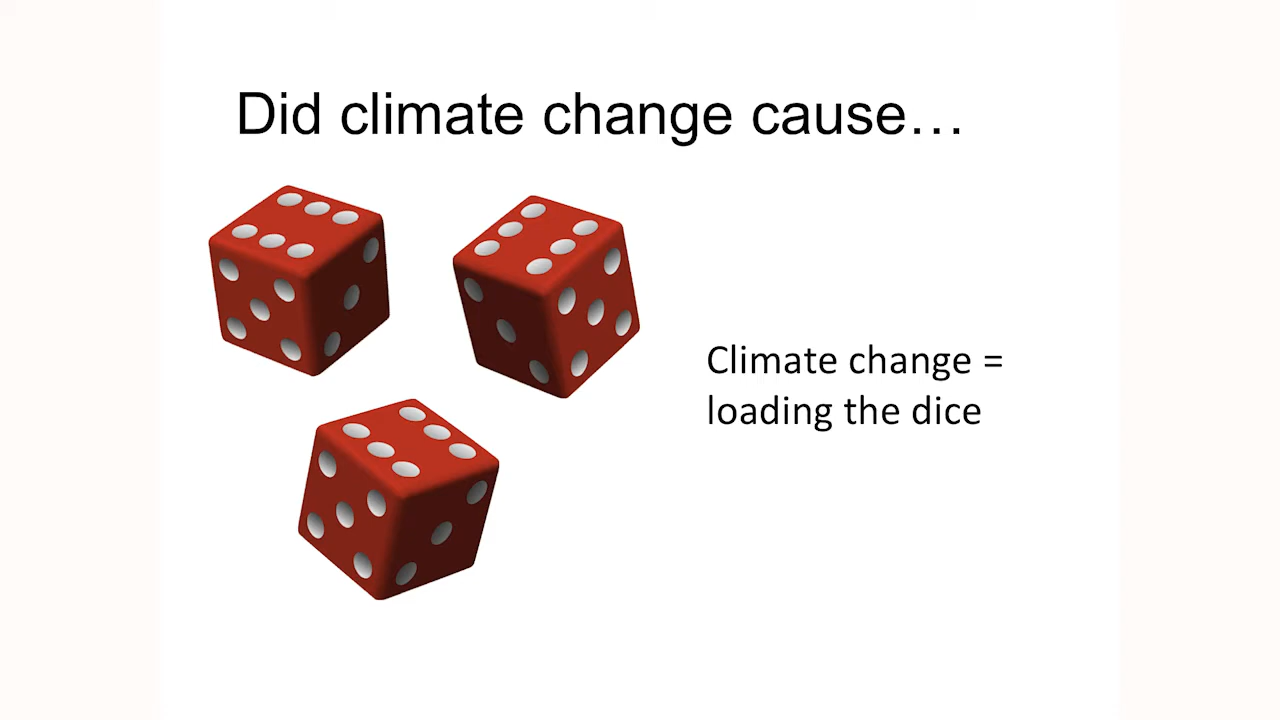 Did climate change cause…
Climate change =
loading the dice